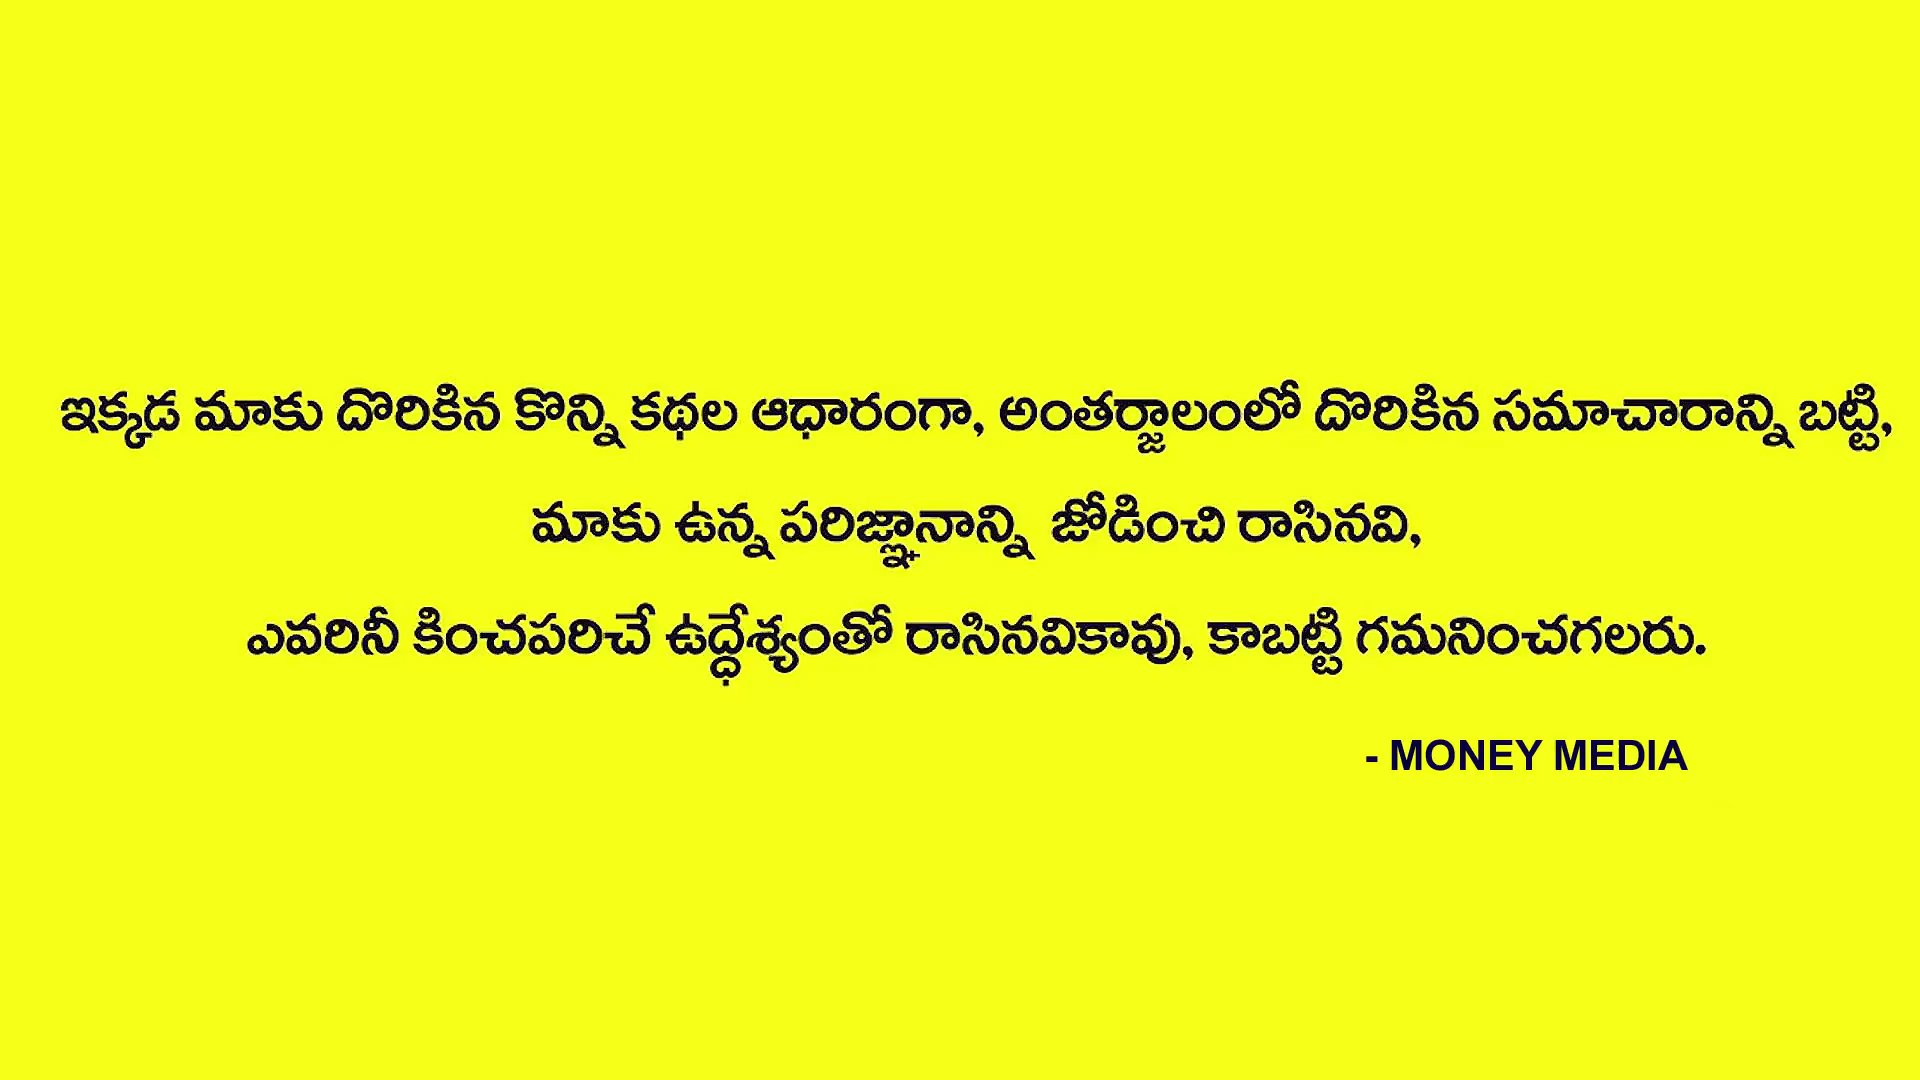 ఇక్కడ మాకు దొరికిన కొన్ని కథల ఆధారంగా, అంతర్జాలంలో దొరికిన సమాచారాన్ని బట్టి,
మాకు ఉన్న పరిజ్ఞానాన్ని జోడించి రాసినవి,
ఎవరినీ కించపరిచే ఉద్ధేశ్యంతో రాసినవికావు, కాబట్టి గమనించగలరు.
- MONEY MEDIA